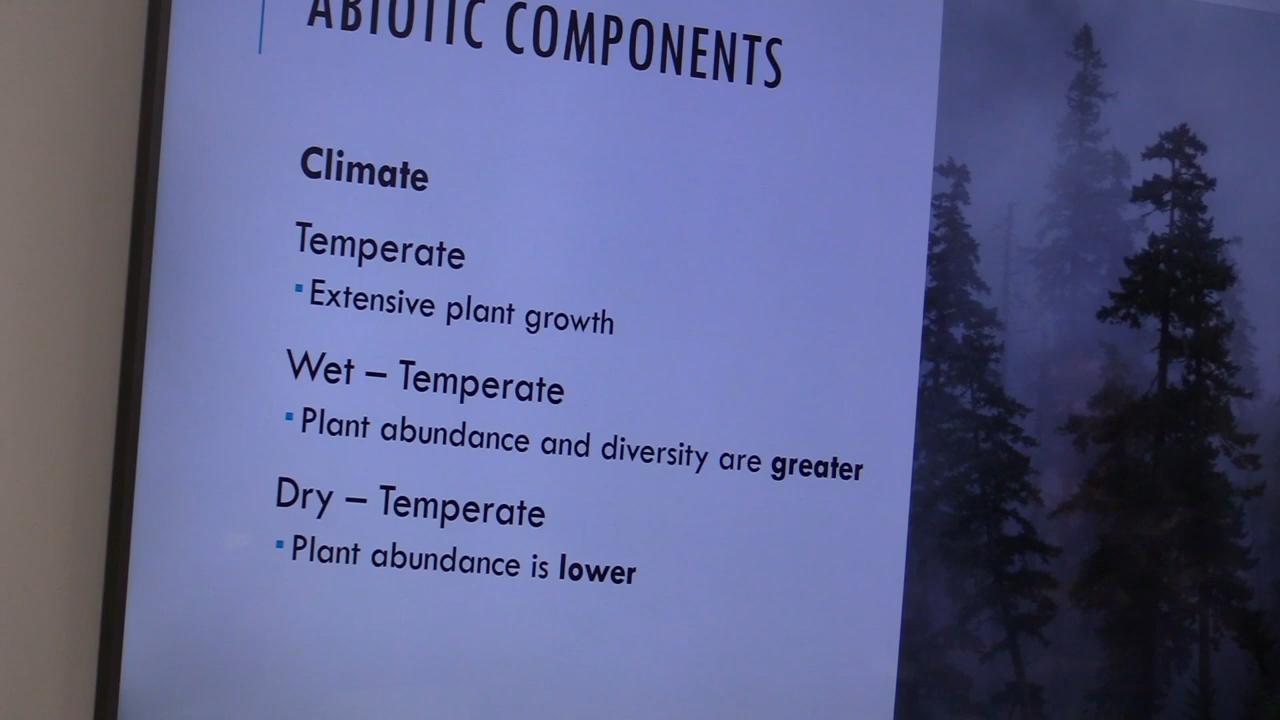 ABIOTIC COMPONENTS
Climate
Temperate
▪ Extensive plant growth
Wet – Temperate
▪ Plant abundance and diversity are greater
Dry – Temperate
▪ Plant abundance is lower